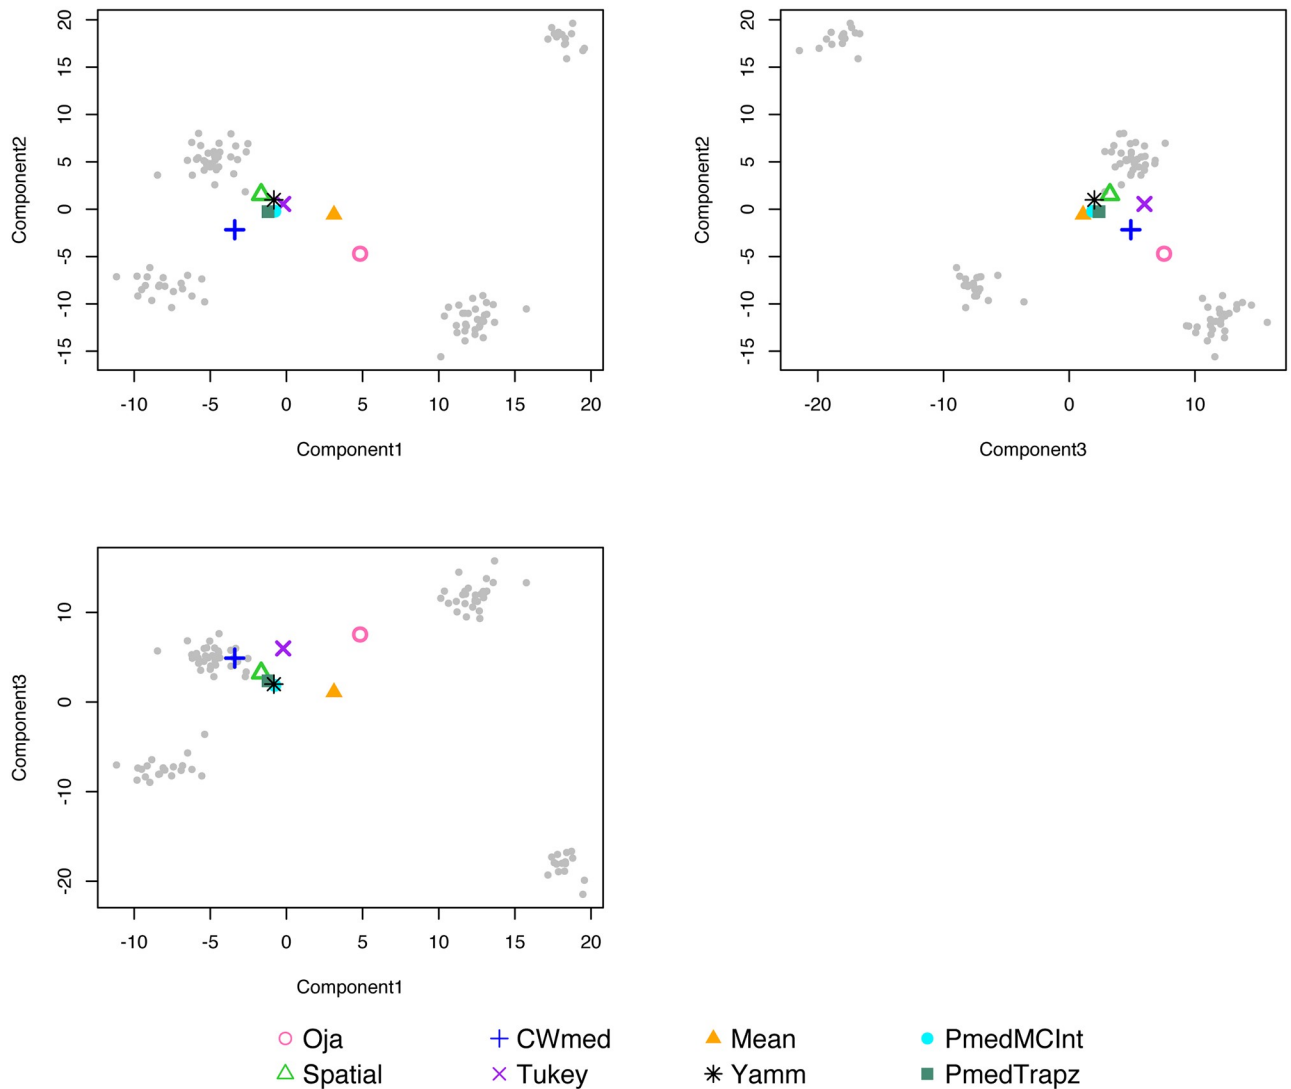 20
15
10
5
0
-5
-10
-15
Component2
-10 -5 0 5 10 15 20
Component1
20
15
10
5
0
-5
-10
-15
Component2
-20 -10 0 10
Component3
10
0
-10
-20
Component3
-10 -5 0 5 10 15 20
Component1
Oja CWmed Mean PmedMCInt
Spatial Tukey Yamm PmedTrapz